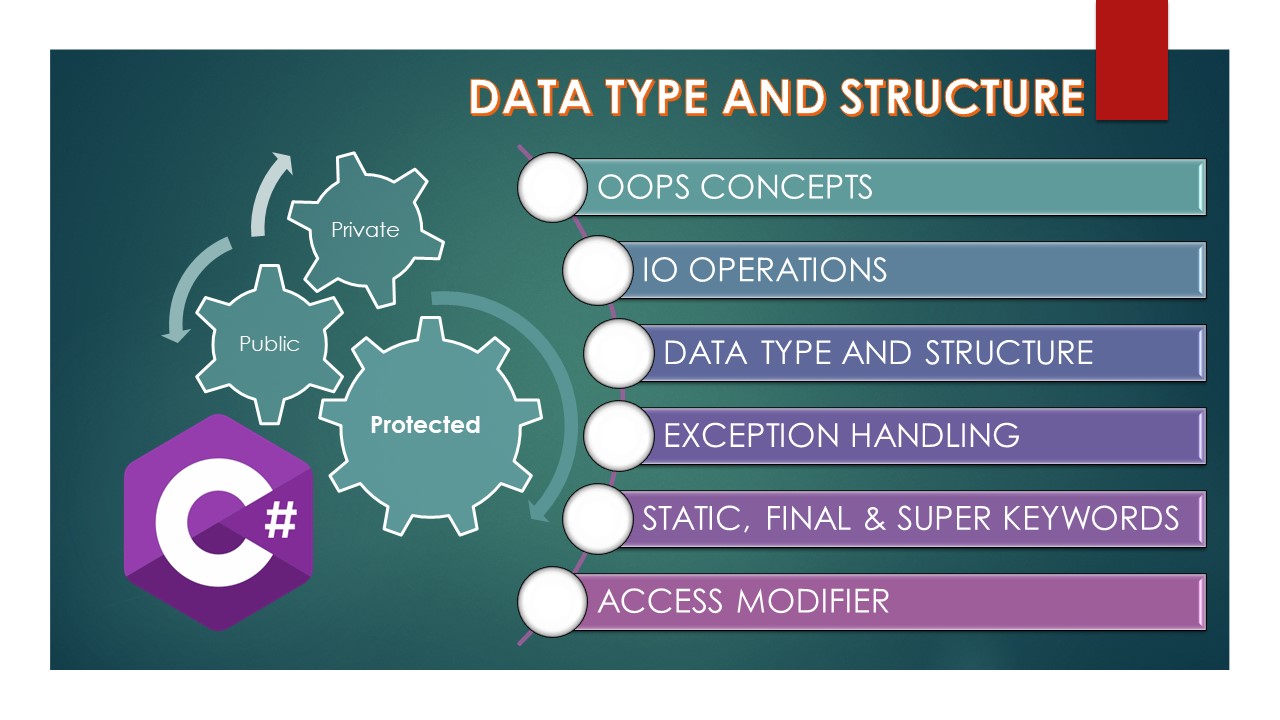 DATA TYPE AND STRUCTURE
Private
Public
Protected
C#
OOPS CONCEPTS
IO OPERATIONS
DATA TYPE AND STRUCTURE
EXCEPTION HANDLING
STATIC, FINAL & SUPER KEYWORDS
ACCESS MODIFIER